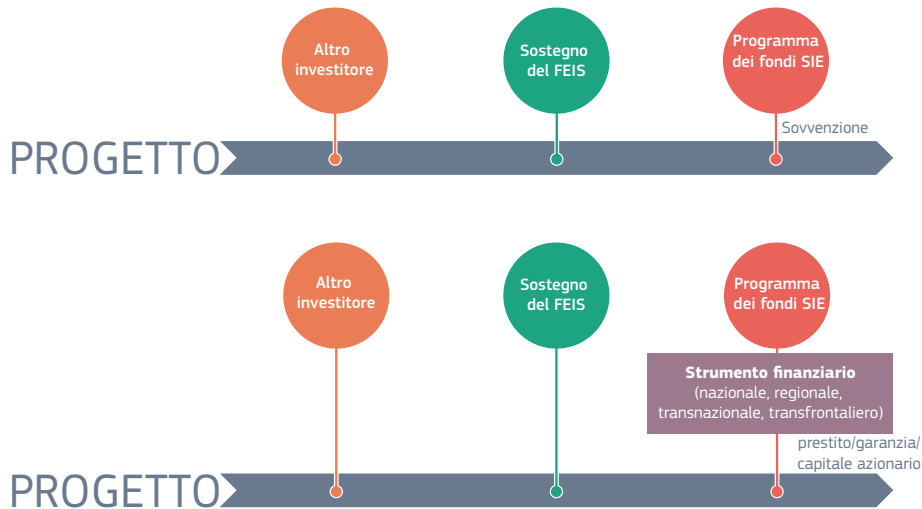 Altro
investitore
Sostegno
del FEIS
Programma
dei fondi SIE
Sovvenzione
PROGETTO
Altro
investitore
Sostegno
del FEIS
Programma
dei fondi SIE
Strumento finanziario
(nazionale, regionale,
transnazionale, transfrontaliero)
prestito/garanzia/
capitale azionario
PROGETTO